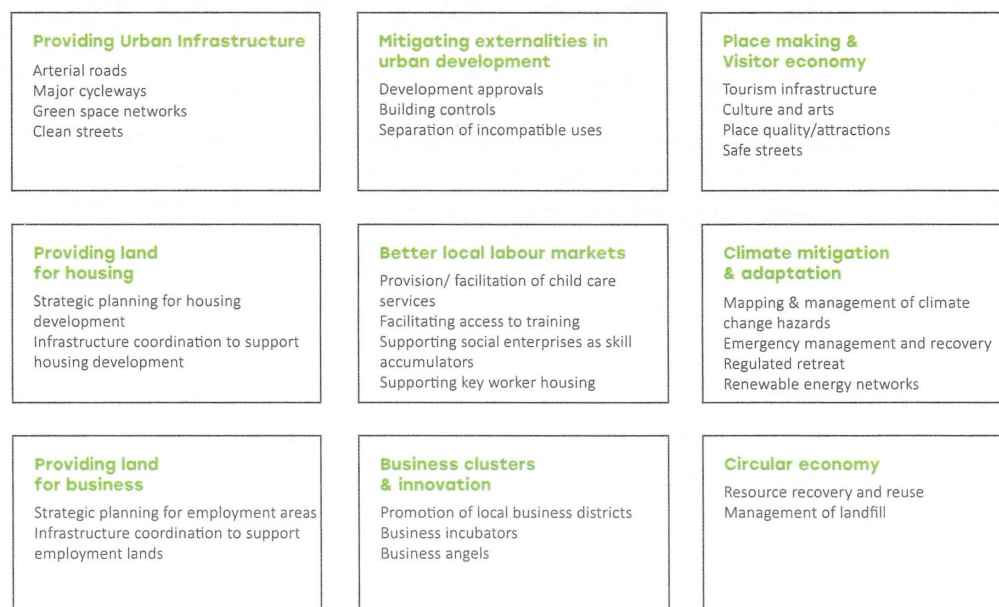 Providing Urban Infrastructure
Arterial roads
Major cycleways
Green space networks
Clean streets
Mitigating externalities in
urban development
Development approvals
Building controls
Separation of incompatible uses
Place making &
Visitor economy
Tourism infrastructure
Culture and arts
Place quality/attractions
Safe streets
Providing land
for housing
Strategic planning for housing
development
Infrastructure coordination to support
housing development
Better local labour markets
Provision/ facilitation of child care
services
Facilitating access to training
Supporting social enterprises as skill
accumulators
Supporting key worker housing
Climate mitigation
& adaptation
Mapping & management of climate
change hazards
Emergency management and recovery
Regulated retreat
Renewable energy networks
Providing land
for business
Strategic planning for employment areas
Infrastructure coordination to support
employment lands
Business clusters
& innovation
Promotion of local business districts
Business incubators
Business angels
Circular economy
Resource recovery and reuse
Management of landfill